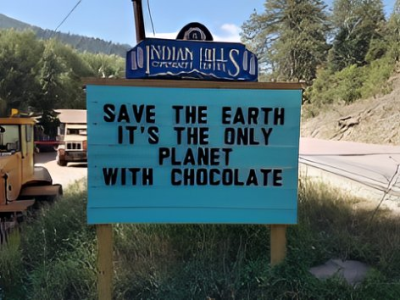 INDIAN HILLS
SAVE THE EARTH
IT'S THE ONLY
PLANET
WITH CHOCOLATE